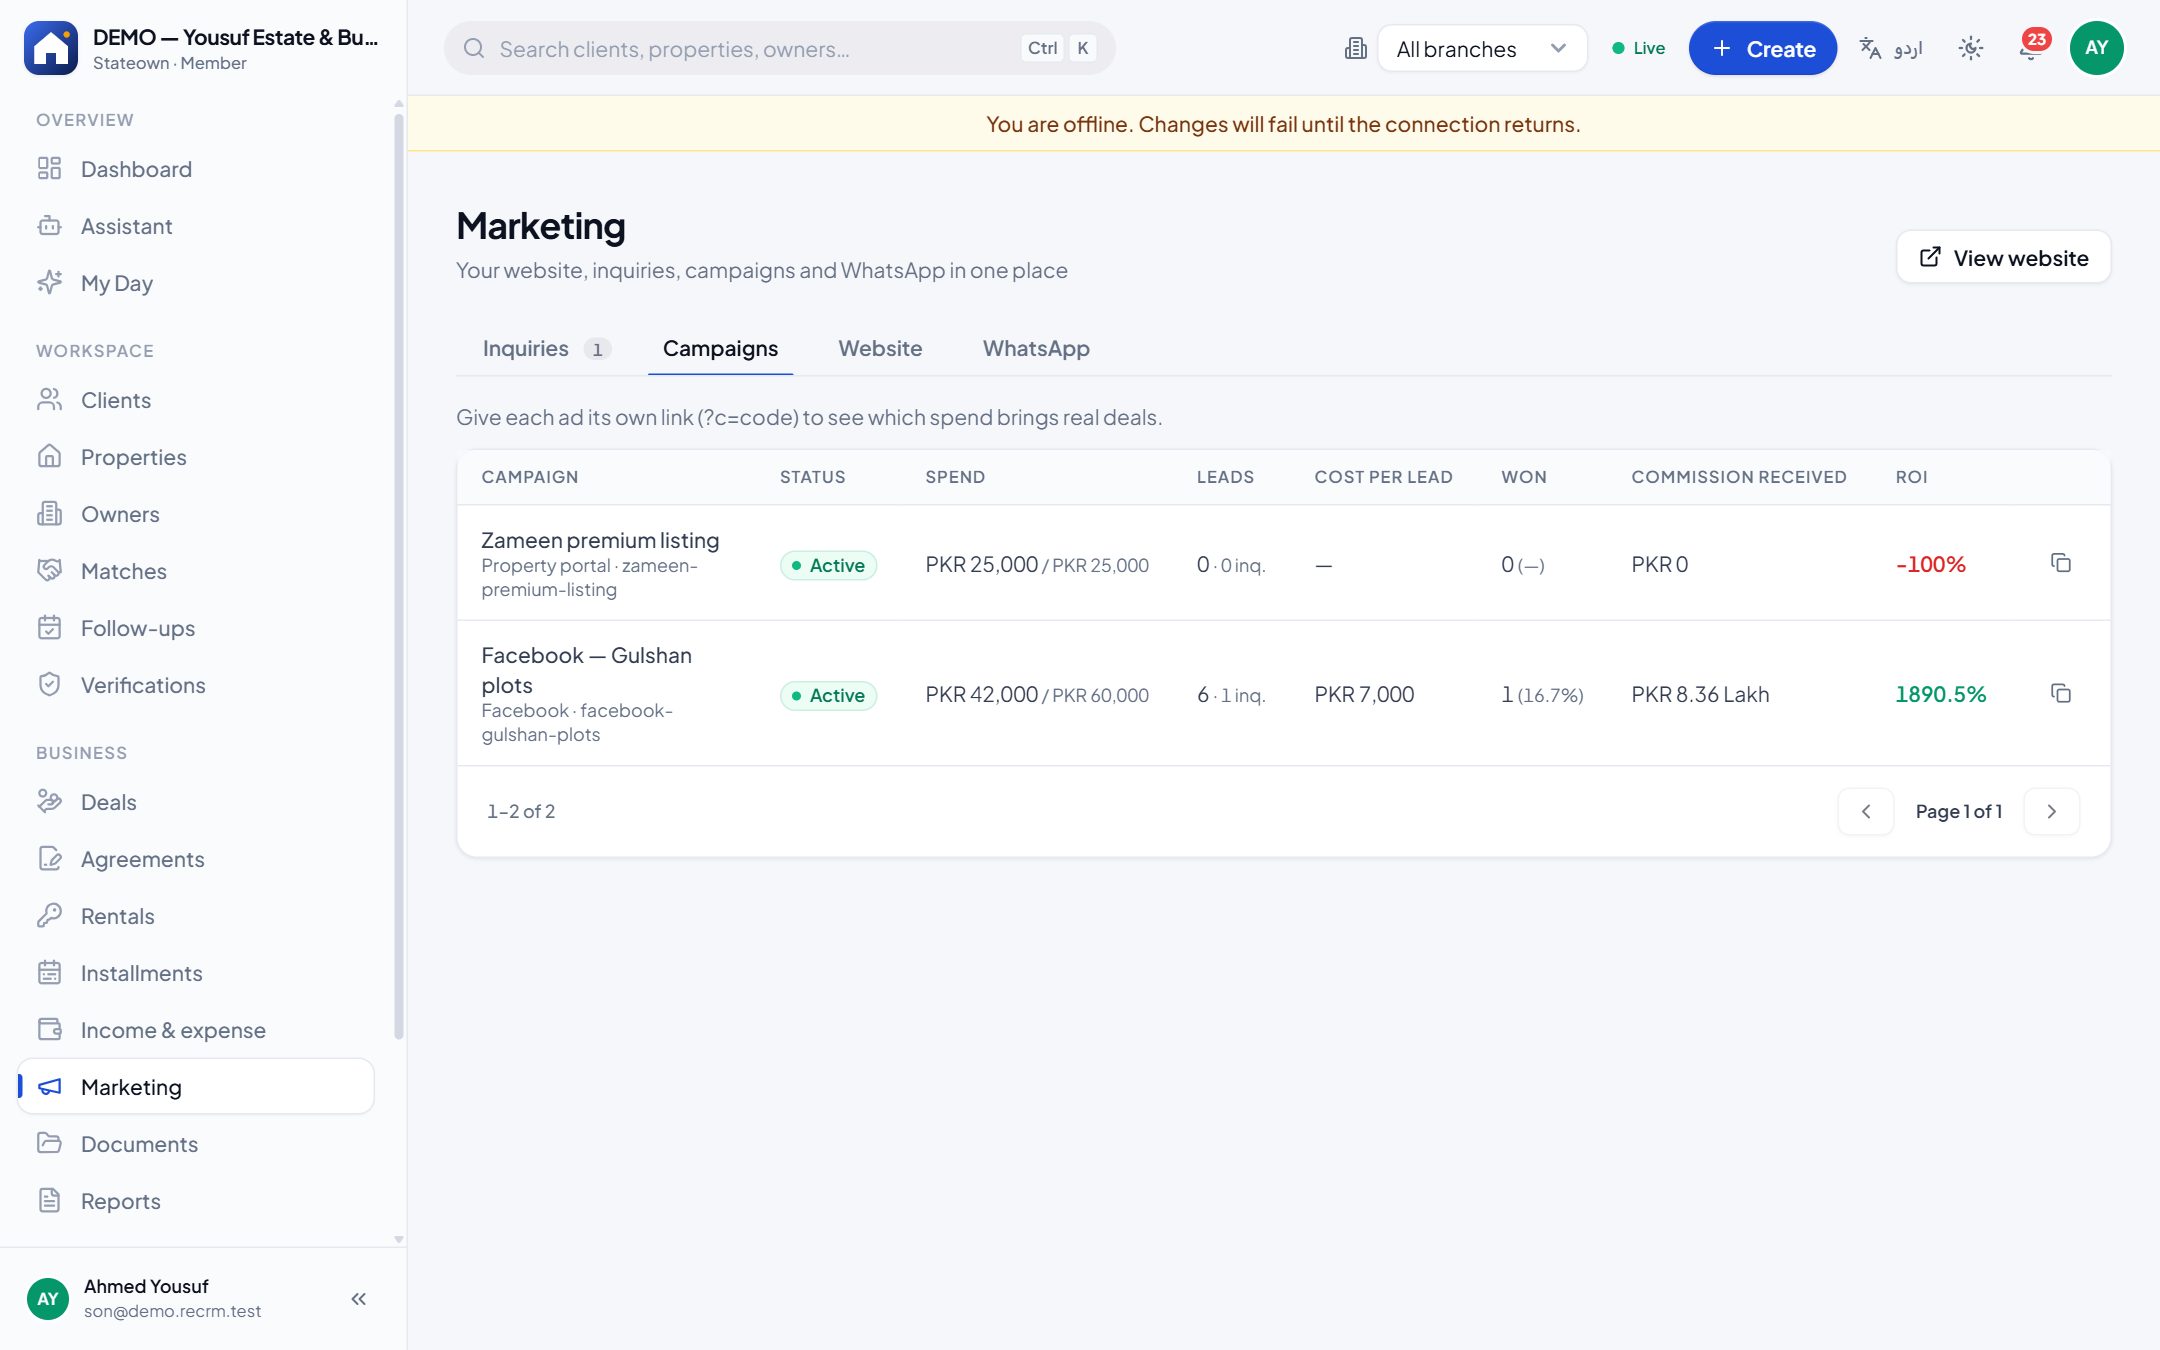 DEMO — Yousuf Estate & Bu...
Stateown · Member
OVERVIEW
Dashboard
Assistant
My Day
WORKSPACE
Clients
Properties
Owners
Matches
Follow-ups
Verifications
BUSINESS
Deals
Agreements
Rentals
Installments
Income & expense
Marketing
Documents
Reports
AY
Ahmed Yousuf
son@demo.recrm.test
Search clients, properties, owners... Ctrl K
All branches
Live
+ Create
اردو
23
AY
You are offline. Changes will fail until the connection returns.
Marketing
Your website, inquiries, campaigns and WhatsApp in one place
View website
Inquiries 1 Campaigns Website WhatsApp
Give each ad its own link (?c=code) to see which spend brings real deals.
CAMPAIGN STATUS SPEND LEADS COST PER LEAD WON COMMISSION RECEIVED ROI
Zameen premium listing
Property portal · zameen-
premium-listing
Active PKR 25,000 / PKR 25,000 0 · 0 inq. — 0 (—) PKR 0 -100%
Facebook — Gulshan
plots
Facebook · facebook-
gulshan-plots
Active PKR 42,000 / PKR 60,000 6 · 1 inq. PKR 7,000 1 (16.7%) PKR 8.36 Lakh 1890.5%
1–2 of 2
Page 1 of 1